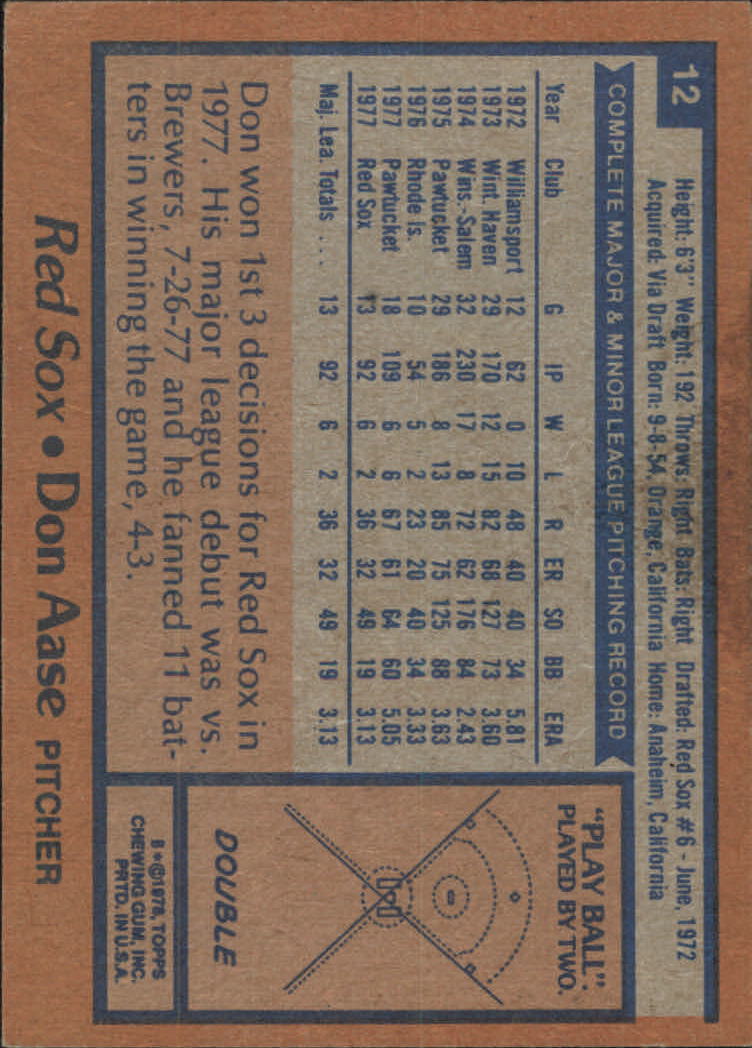 12
Height: 6'3" Weight: 192 Throws: Right Bats: Right Drafted: Red Sox #6 - June, 1972
Acquired: Via Draft Born: 9-8-54, Orange, California Home: Anaheim, California
COMPLETE MAJOR & MINOR LEAGUE PITCHING RECORD
Year Club G IP W L R ER SO BB ERA
1972 Williamsport 12 62 0 10 48 40 40 34 5.81
1973 Wint. Haven 29 170 12 15 82 68 127 73 3.60
1974 Wins.-Salem 32 230 17 8 72 62 176 84 2.43
1975 Pawtucket 29 186 8 13 85 75 125 88 3.63
1976 Rhode Is. 10 54 5 2 23 20 40 34 3.33
1977 Pawtucket 18 109 6 6 67 61 64 60 5.05
1977 Red Sox 13 92 6 2 36 32 49 19 3.13
Maj. Lea. Totals . . . 13 92 6 2 36 32 49 19 3.13
Don won 1st 3 decisions for Red Sox in
1977. His major league debut was vs.
Brewers, 7-26-77 and he fanned 11 bat-
ters in winning the game, 4-3.
"PLAY BALL".
PLAYED BY TWO.
DOUBLE
B*©1978, TOPPS
CHEWING GUM, INC.
PRTD. IN U.S.A.
Red Sox • Don Aase PITCHER